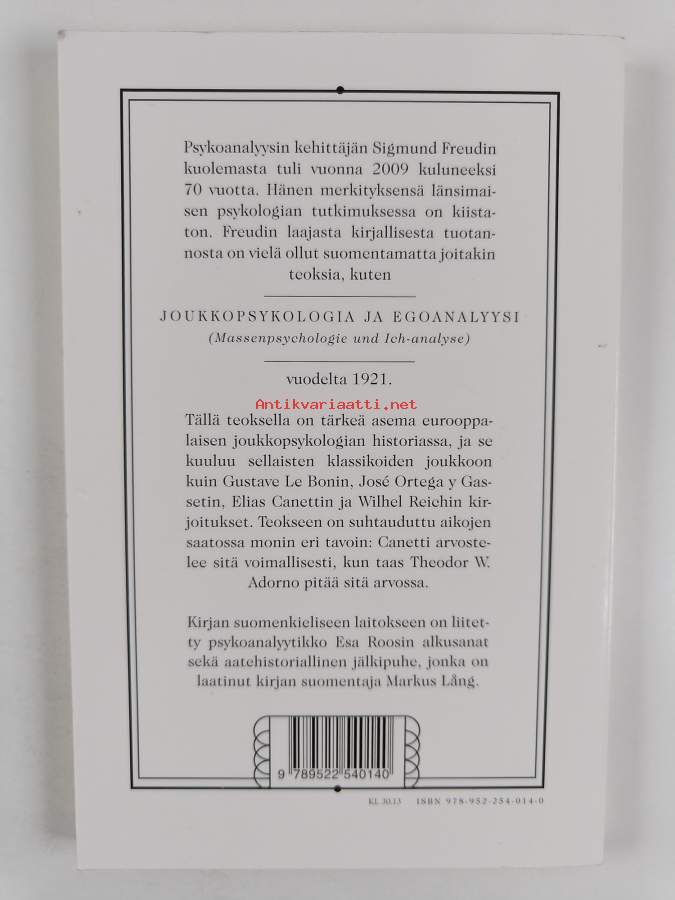 Psykoanalyysin kehittäjän Sigmund Freudin
kuolemasta tuli vuonna 2009 kuluneeksi
70 vuotta. Hänen merkityksensä länsimai-
sen psykologian tutkimuksessa on kiista-
ton. Freudin laajasta kirjallisesta tuotan-
nosta on vielä ollut suomentamatta joitakin
teoksia, kuten
JOUKKOPSYKOLOGIA JA EGOANALYYSI
(Massenpsychologie und Ich-analyse)
vuodelta 1921.
Antikvariaatti.net
Tällä teoksella on tärkeä asema eurooppa-
laisen joukkopsykologian historiassa, ja se
kuuluu sellaisten klassikoiden joukkoon
kuin Gustave Le Bonin, José Ortega y Gas-
setin, Elias Canettin ja Wilhel Reichin kir-
joitukset. Teokseen on suhtauduttu aikojen
saatossa monin eri tavoin: Canetti arvoste-
lee sitä voimallisesti, kun taas Theodor W.
Adorno pitää sitä arvossa.
Kirjan suomenkieliseen laitokseen on liitet-
ty psykoanalyytikko Esa Roosin alkusanat
sekä aatehistoriallinen jälkipuhe, jonka on
laatinut kirjan suomentaja Markus Lång.
9 789522 540140
KL 30.13 ISBN 978-952-254-014-0